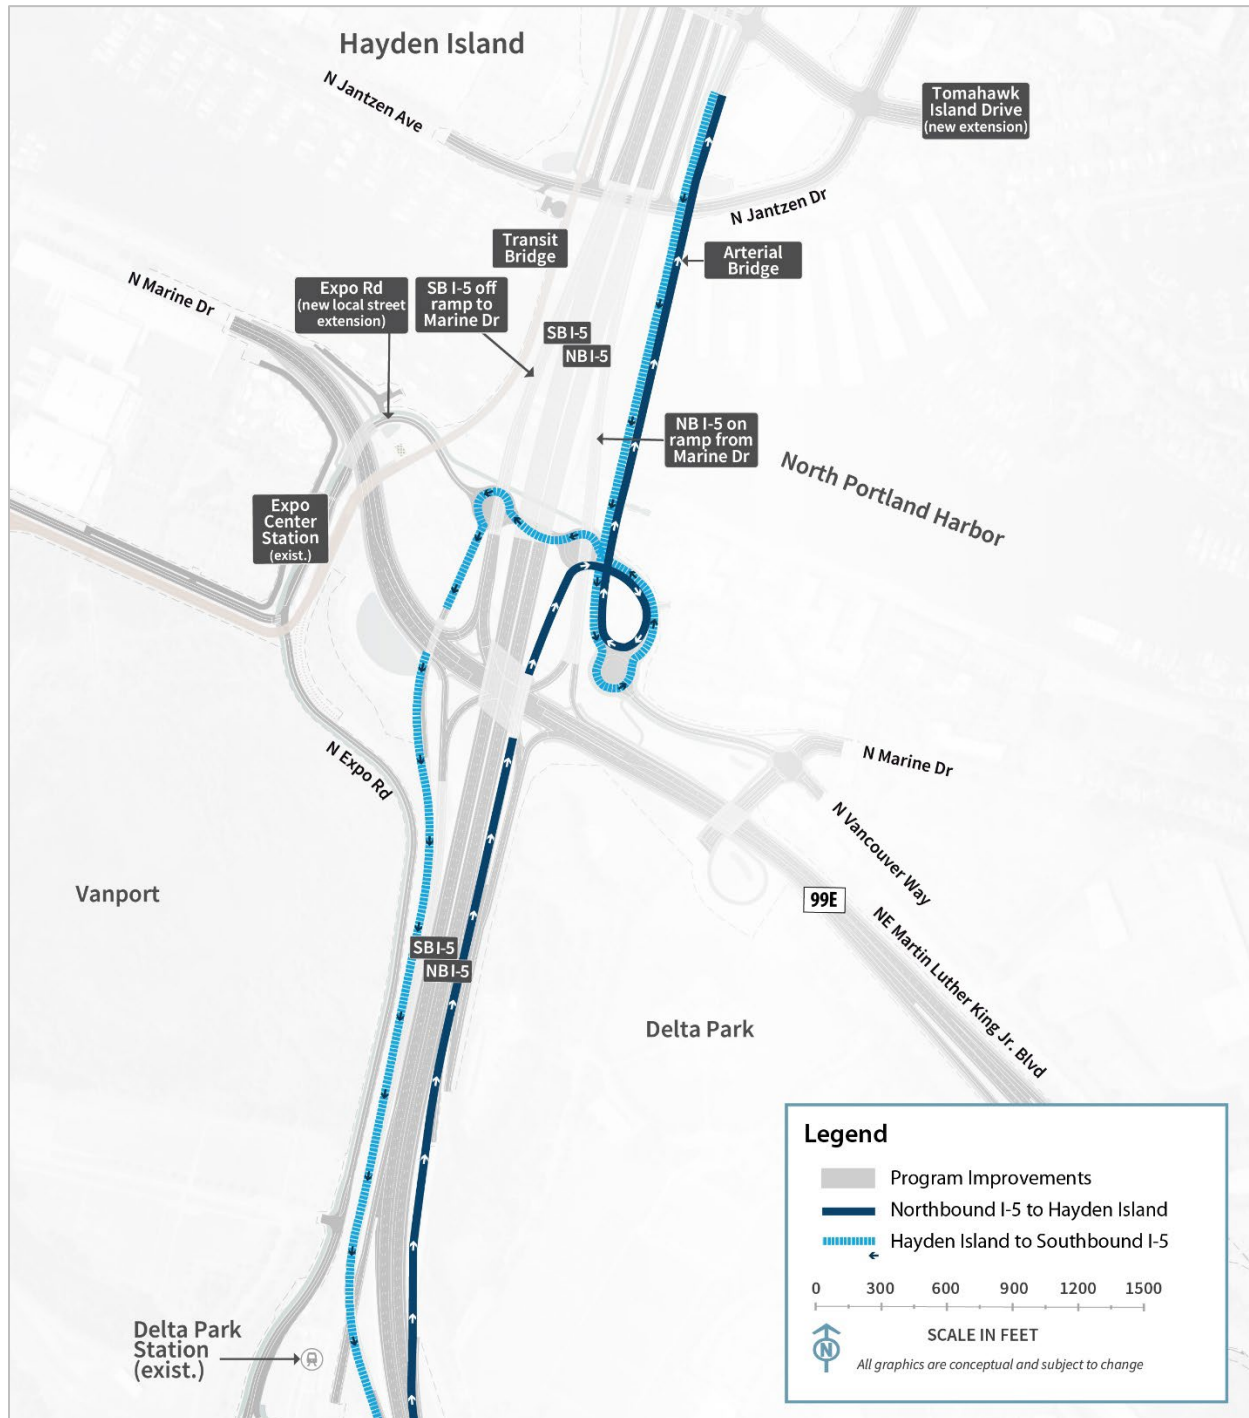 Hayden Island
N Jantzen Ave
Tomahawk
Island Drive
(new extension)
N Jantzen Dr
Transit
Bridge
Arterial
Bridge
N Marine Dr
Expo Rd
(new local street
extension)
SB I-5 off
ramp to
Marine Dr
SB I-5
NB I-5
NB I-5 on
ramp from
Marine Dr
North Portland Harbor
Expo
Center
Station
(exist.)
N Expo Rd
N Marine Dr
N Vancouver Way
99E
NE Martin Luther King Jr. Blvd
Vanport
SB I-5
NB I-5
Delta Park
Delta Park
Station
(exist.)
Legend
Program Improvements
Northbound I-5 to Hayden Island
Hayden Island to Southbound I-5
0 300 600 900 1200 1500
N
SCALE IN FEET
All graphics are conceptual and subject to change